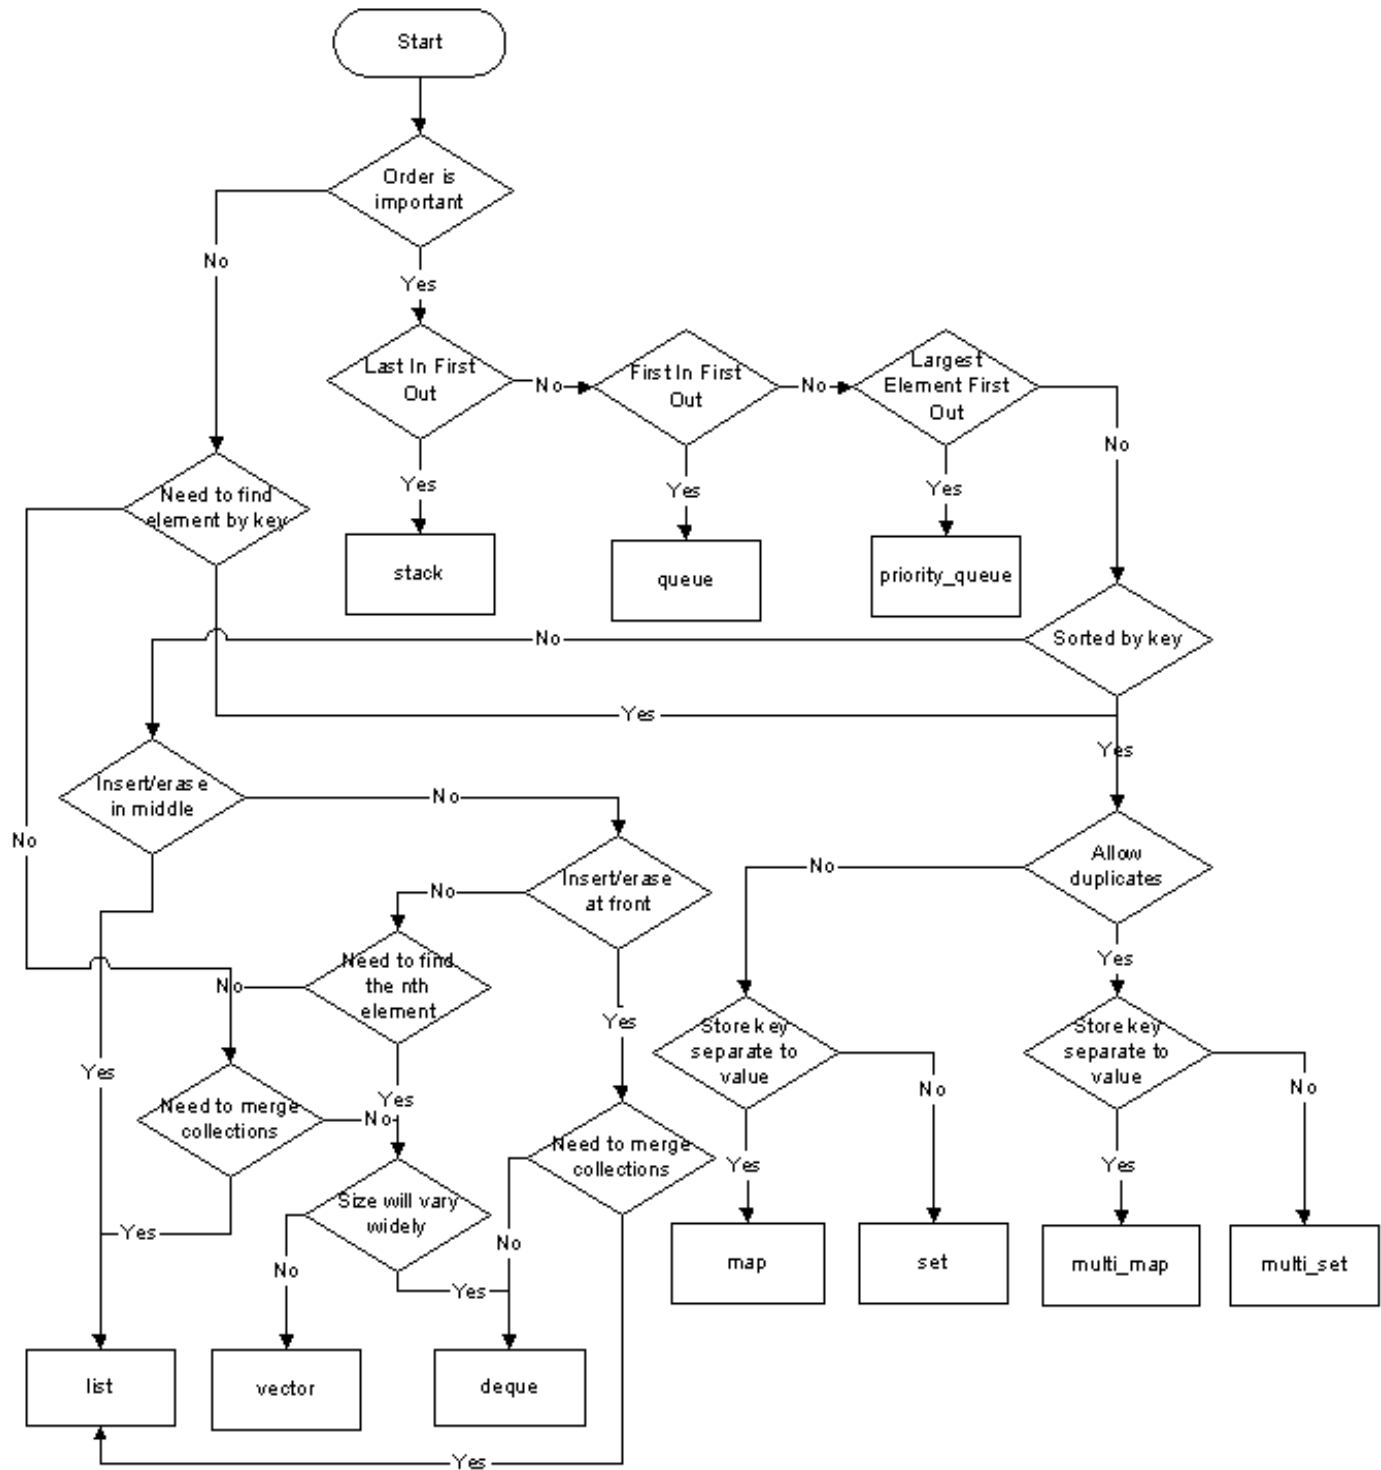 Start
Order is
important
No
Yes
Last In First
Out
No
First In First
Out
No
Largest
Element First
Out
No
Need to find
element by key
Yes
Yes
Yes
stack
queue
priority_queue
No
Sorted by key
Yes
Yes
Insert/erase
in middle
No
No
Insert/erase
at front
No
No
Allow
duplicates
Need to find
the nth
element
No
Yes
Yes
Store key
separate to
value
Store key
separate to
value
Yes
Yes
No
No
Need to merge
collections
No
Need to merge
collections
Yes
Yes
Size will vary
widely
Yes
No
No
Yes
map
set
multi_map
multi_set
list
vector
deque
Yes